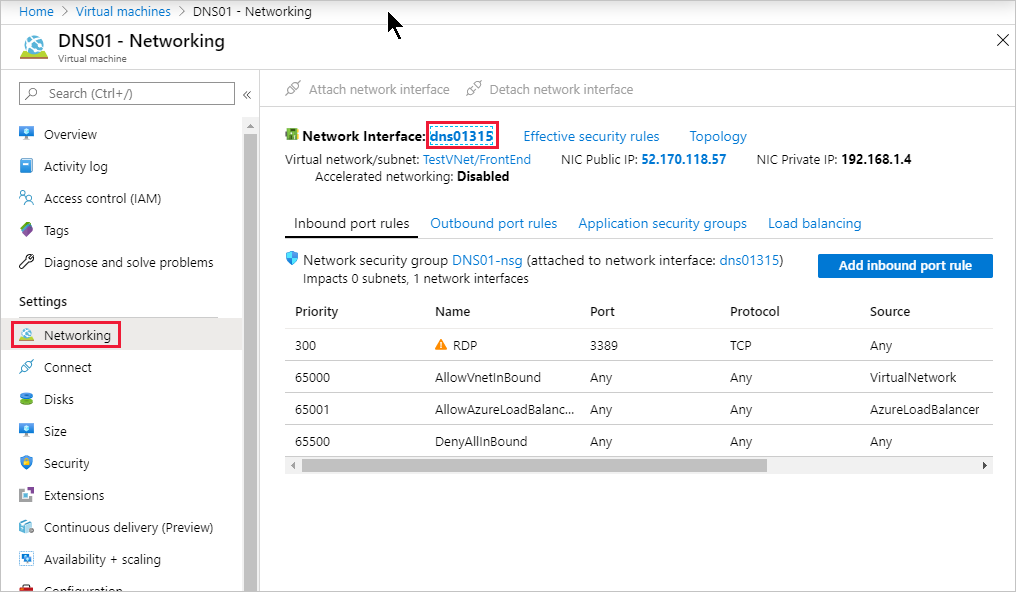 Home > Virtual machines > DNS01 - Networking
DNS01 - Networking
Virtual machine
Search (Ctrl+/)
«
Attach network interface
Detach network interface
Overview
Activity log
Access control (IAM)
Tags
Diagnose and solve problems
Settings
Networking
Connect
Disks
Size
Security
Extensions
Continuous delivery (Preview)
Availability + scaling
Configuration
Network Interface: dns01315 Effective security rules Topology
Virtual network/subnet: TestVNet/FrontEnd NIC Public IP: 52.170.118.57 NIC Private IP: 192.168.1.4
Accelerated networking: Disabled
Inbound port rules Outbound port rules Application security groups Load balancing
Network security group DNS01-nsg (attached to network interface: dns01315)
Impacts 0 subnets, 1 network interfaces
Add inbound port rule
Priority Name Port Protocol Source
300 RDP 3389 TCP Any
65000 AllowVnetInBound Any Any VirtualNetwork
65001 AllowAzureLoadBalanc... Any Any AzureLoadBalancer
65500 DenyAllInBound Any Any Any